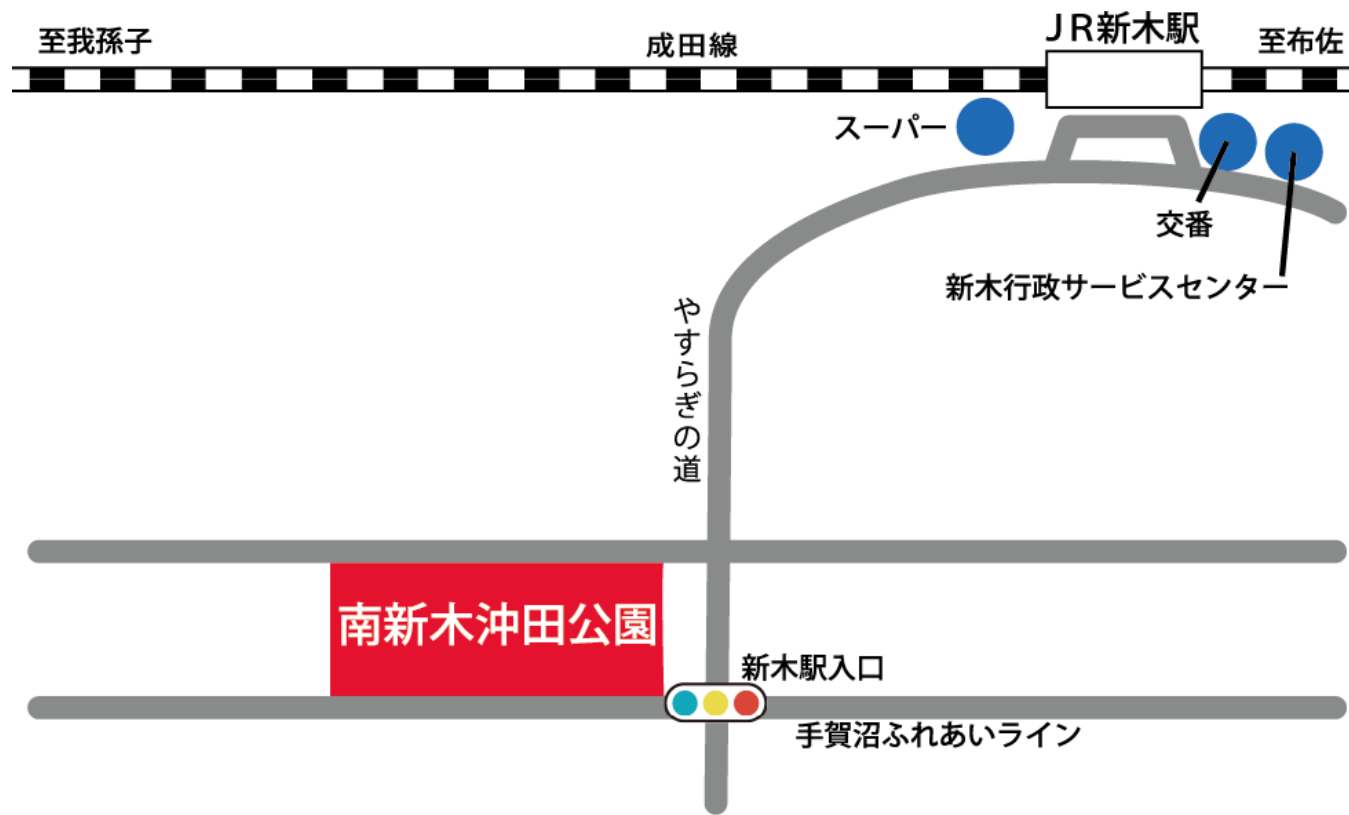 至我孫子
成田線
JR新木駅
至布佐
スーパー
交番
新木行政サービスセンター
やすらぎの道
南新木沖田公園
新木駅入口
手賀沼ふれあいライン